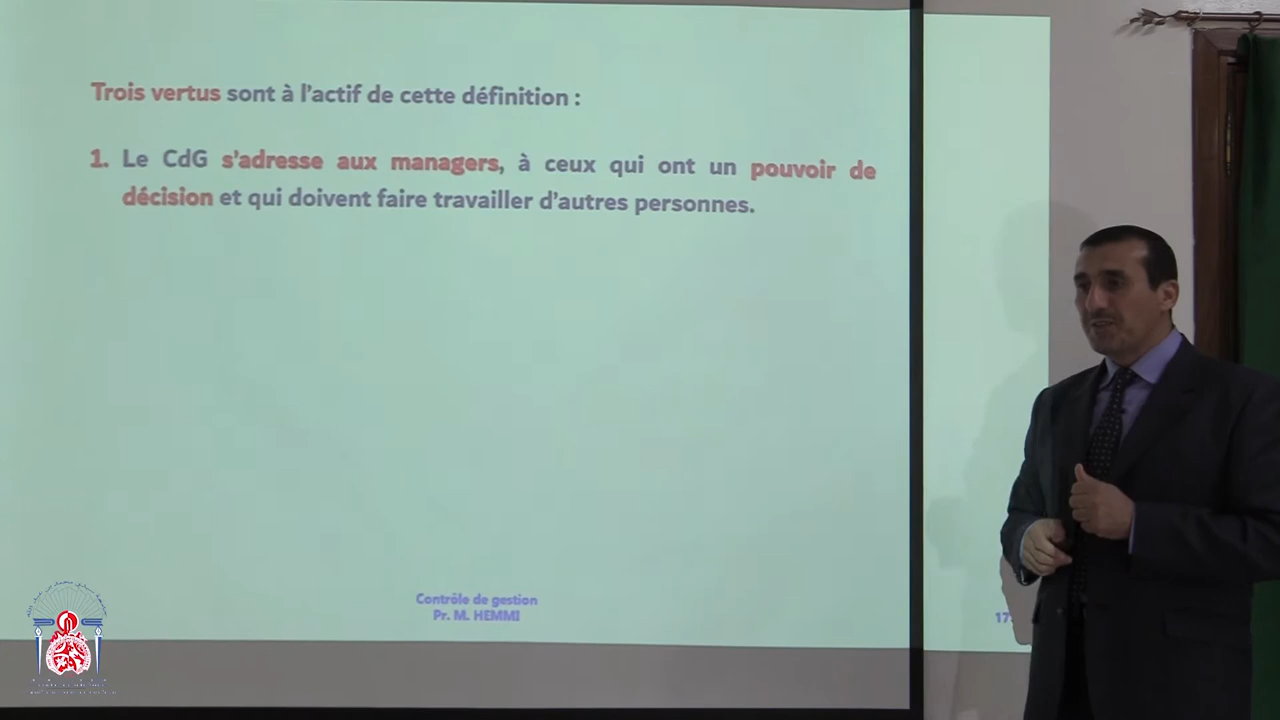 Trois vertus sont à l'actif de cette définition :
1. Le CdG s'adresse aux managers, à ceux qui ont un pouvoir de
décision et qui doivent faire travailler d'autres personnes.
Contrôle de gestion
Pr. M. HEMMI
17